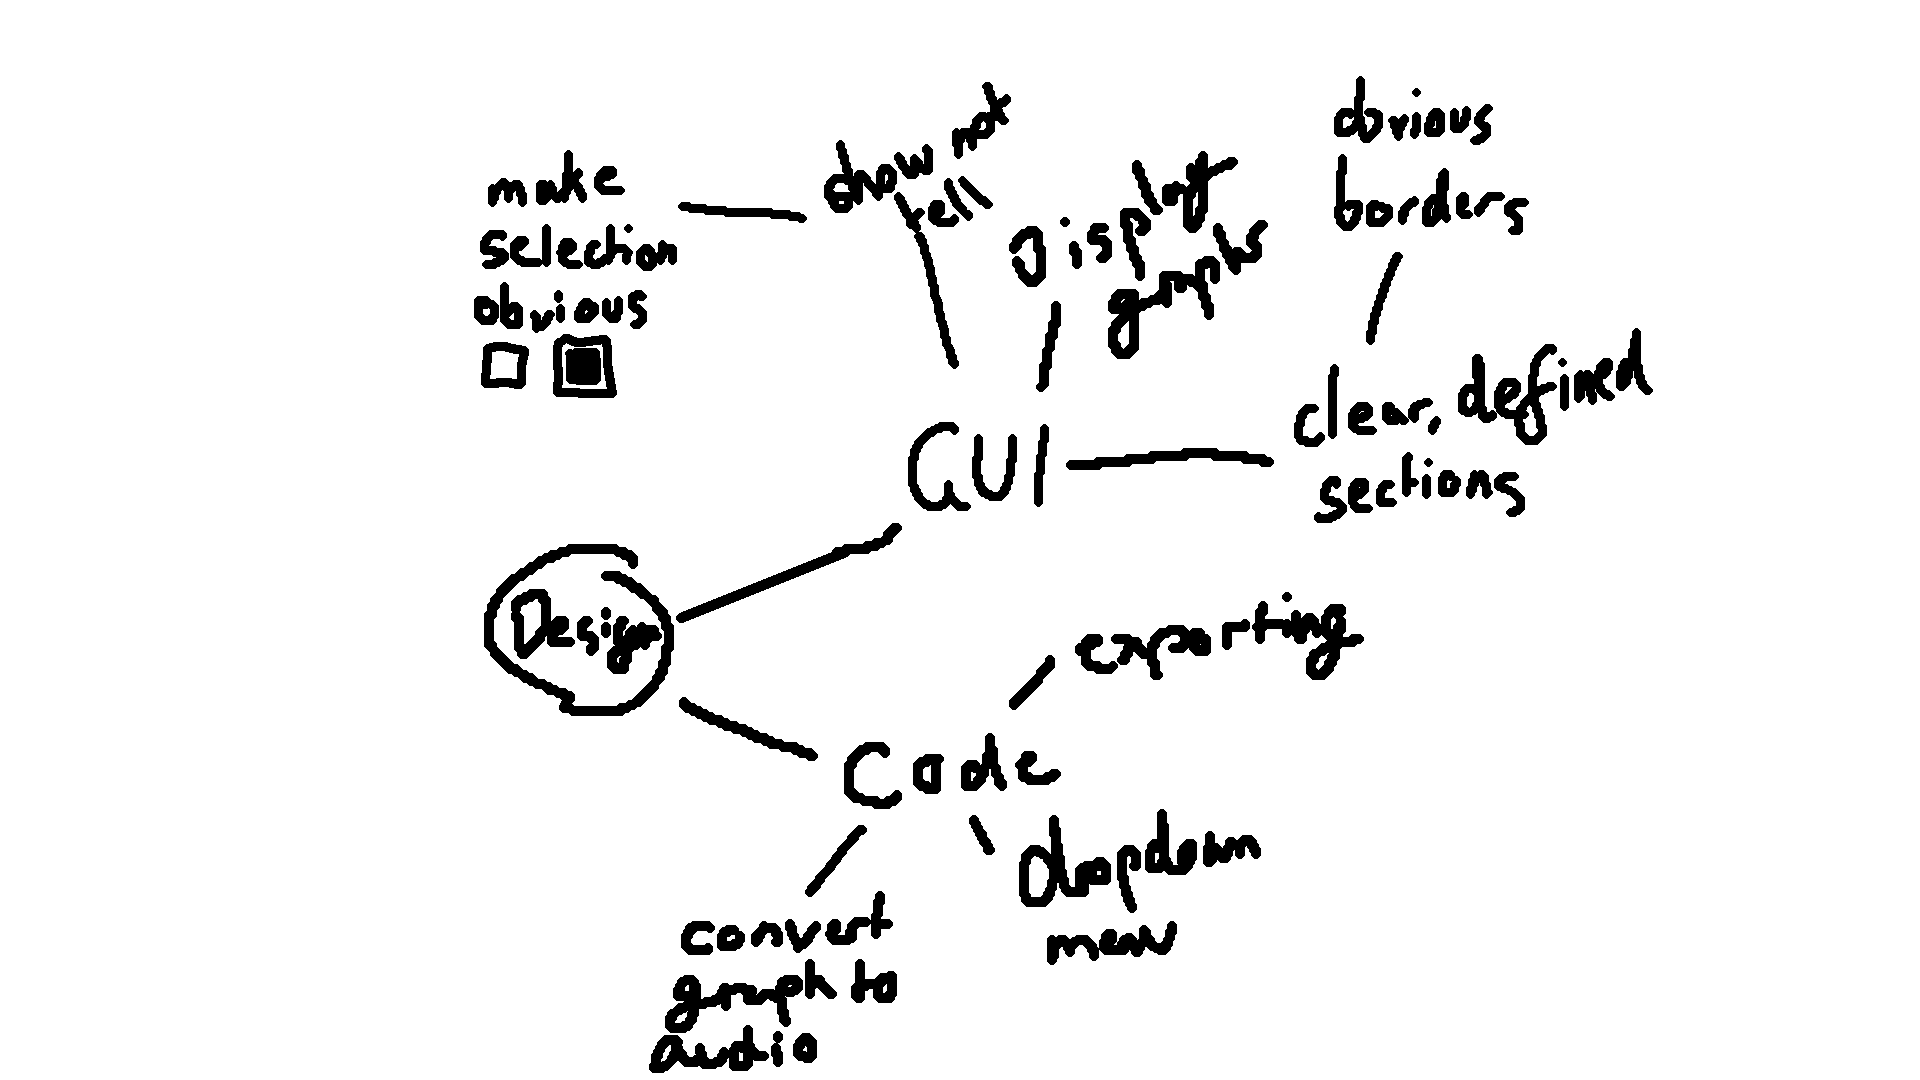 make
selection
obvious
show not
tell
Display
graphs
obvious
borders
clear, defined
sections
GUI
Design
exporting
Code
dropdown
menu
convert
graph to
audio